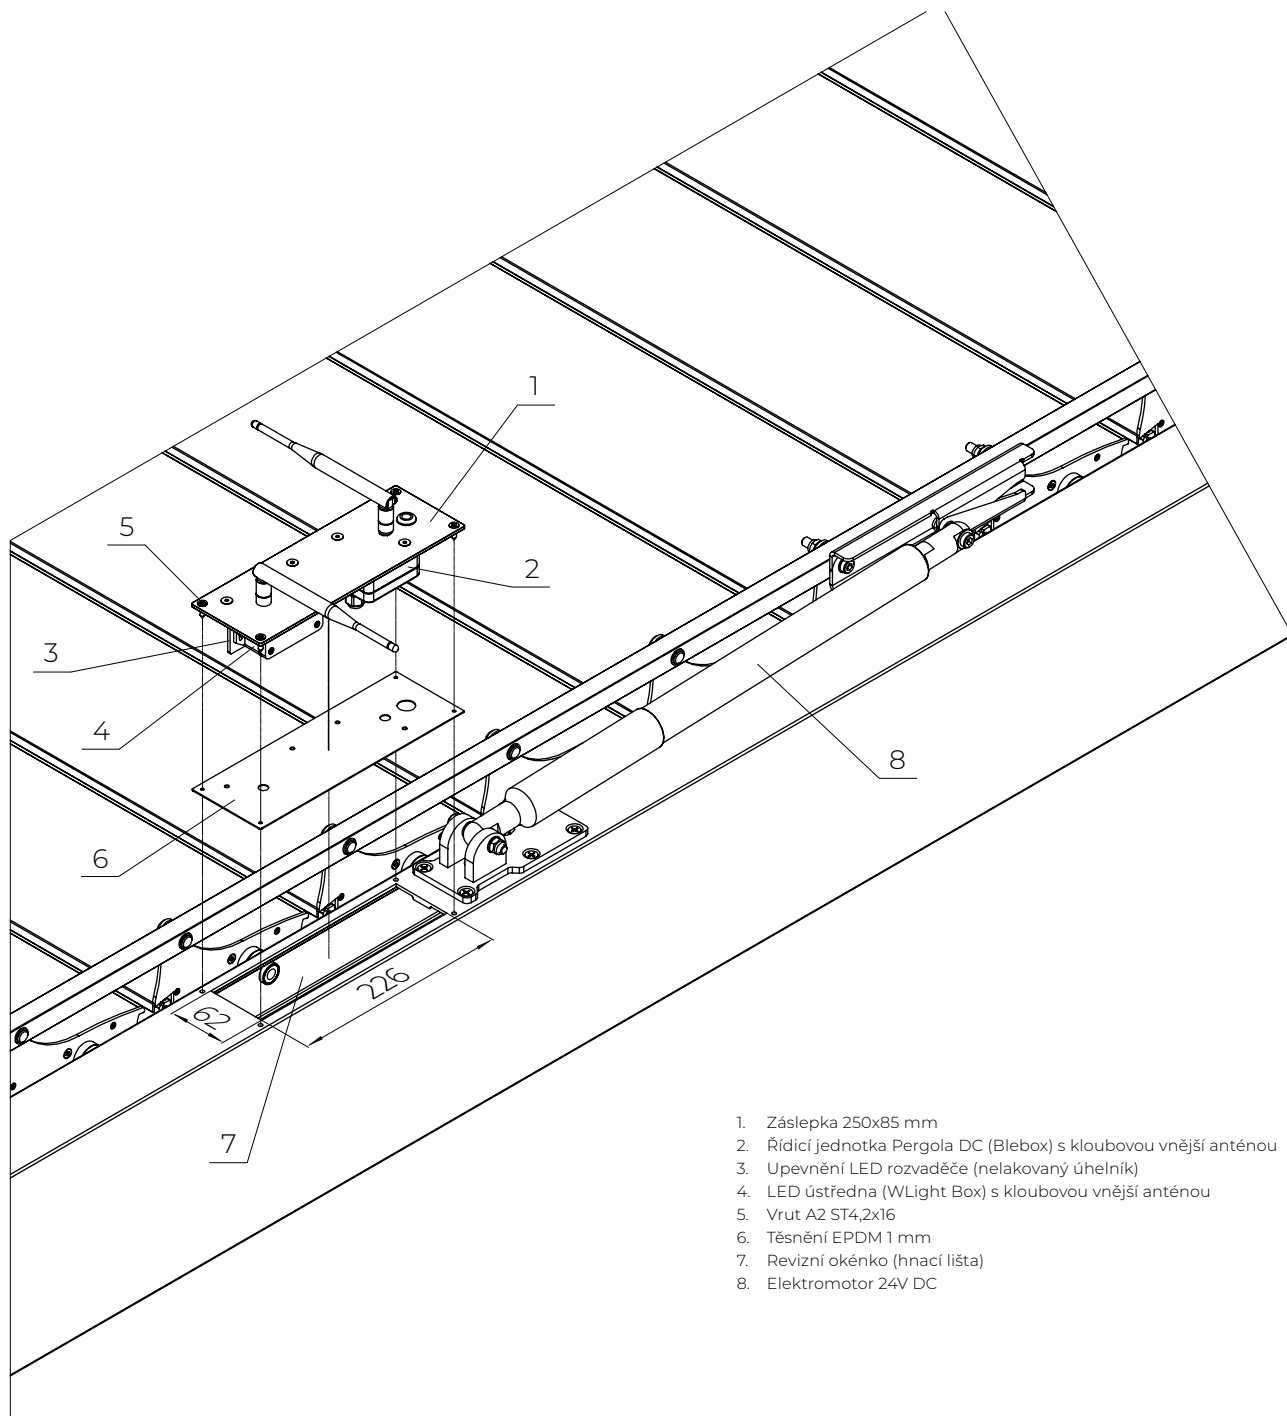 1
5
2
3
4
8
6
226
62
7
1. Záslepka 250x85 mm
2. Řídicí jednotka Pergola DC (Blebox) s kloubovou vnější anténou
3. Upevnění LED rozvaděče (nelakovaný úhelník)
4. LED ústředna (WLight Box) s kloubovou vnější anténou
5. Vrut A2 ST4,2x16
6. Těsnění EPDM 1 mm
7. Revizní okénko (hnací lišta)
8. Elektromotor 24V DC